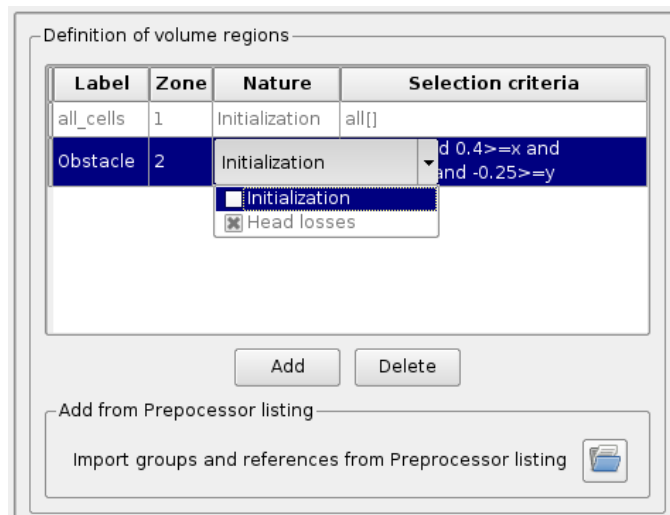 Definition of volume regions
Label Zone Nature Selection criteria
all_cells 1 Initialization all[]
Obstacle 2 Initialization d 0.4>=x and
and -0.25>=y
Initialization
Head losses
Add Delete
Add from Prepocessor listing
Import groups and references from Preprocessor listing